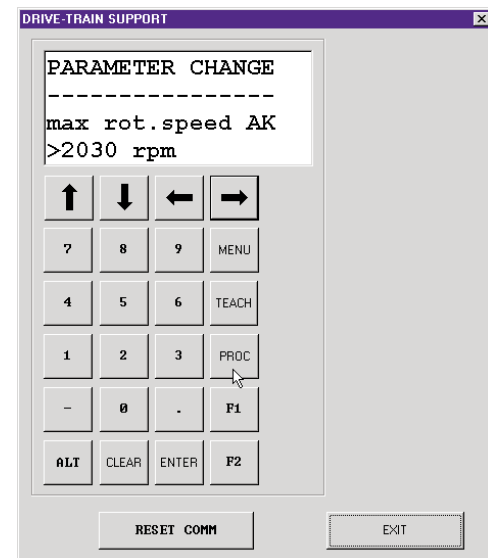 DRIVE-TRAIN SUPPORT
PARAMETER CHANGE
----------------
max rot.speed AK
>2030 rpm
7 8 9 MENU
4 5 6 TEACH
1 2 3 PROC
- 0 . F1
ALT CLEAR ENTER F2
RESET COMM EXIT